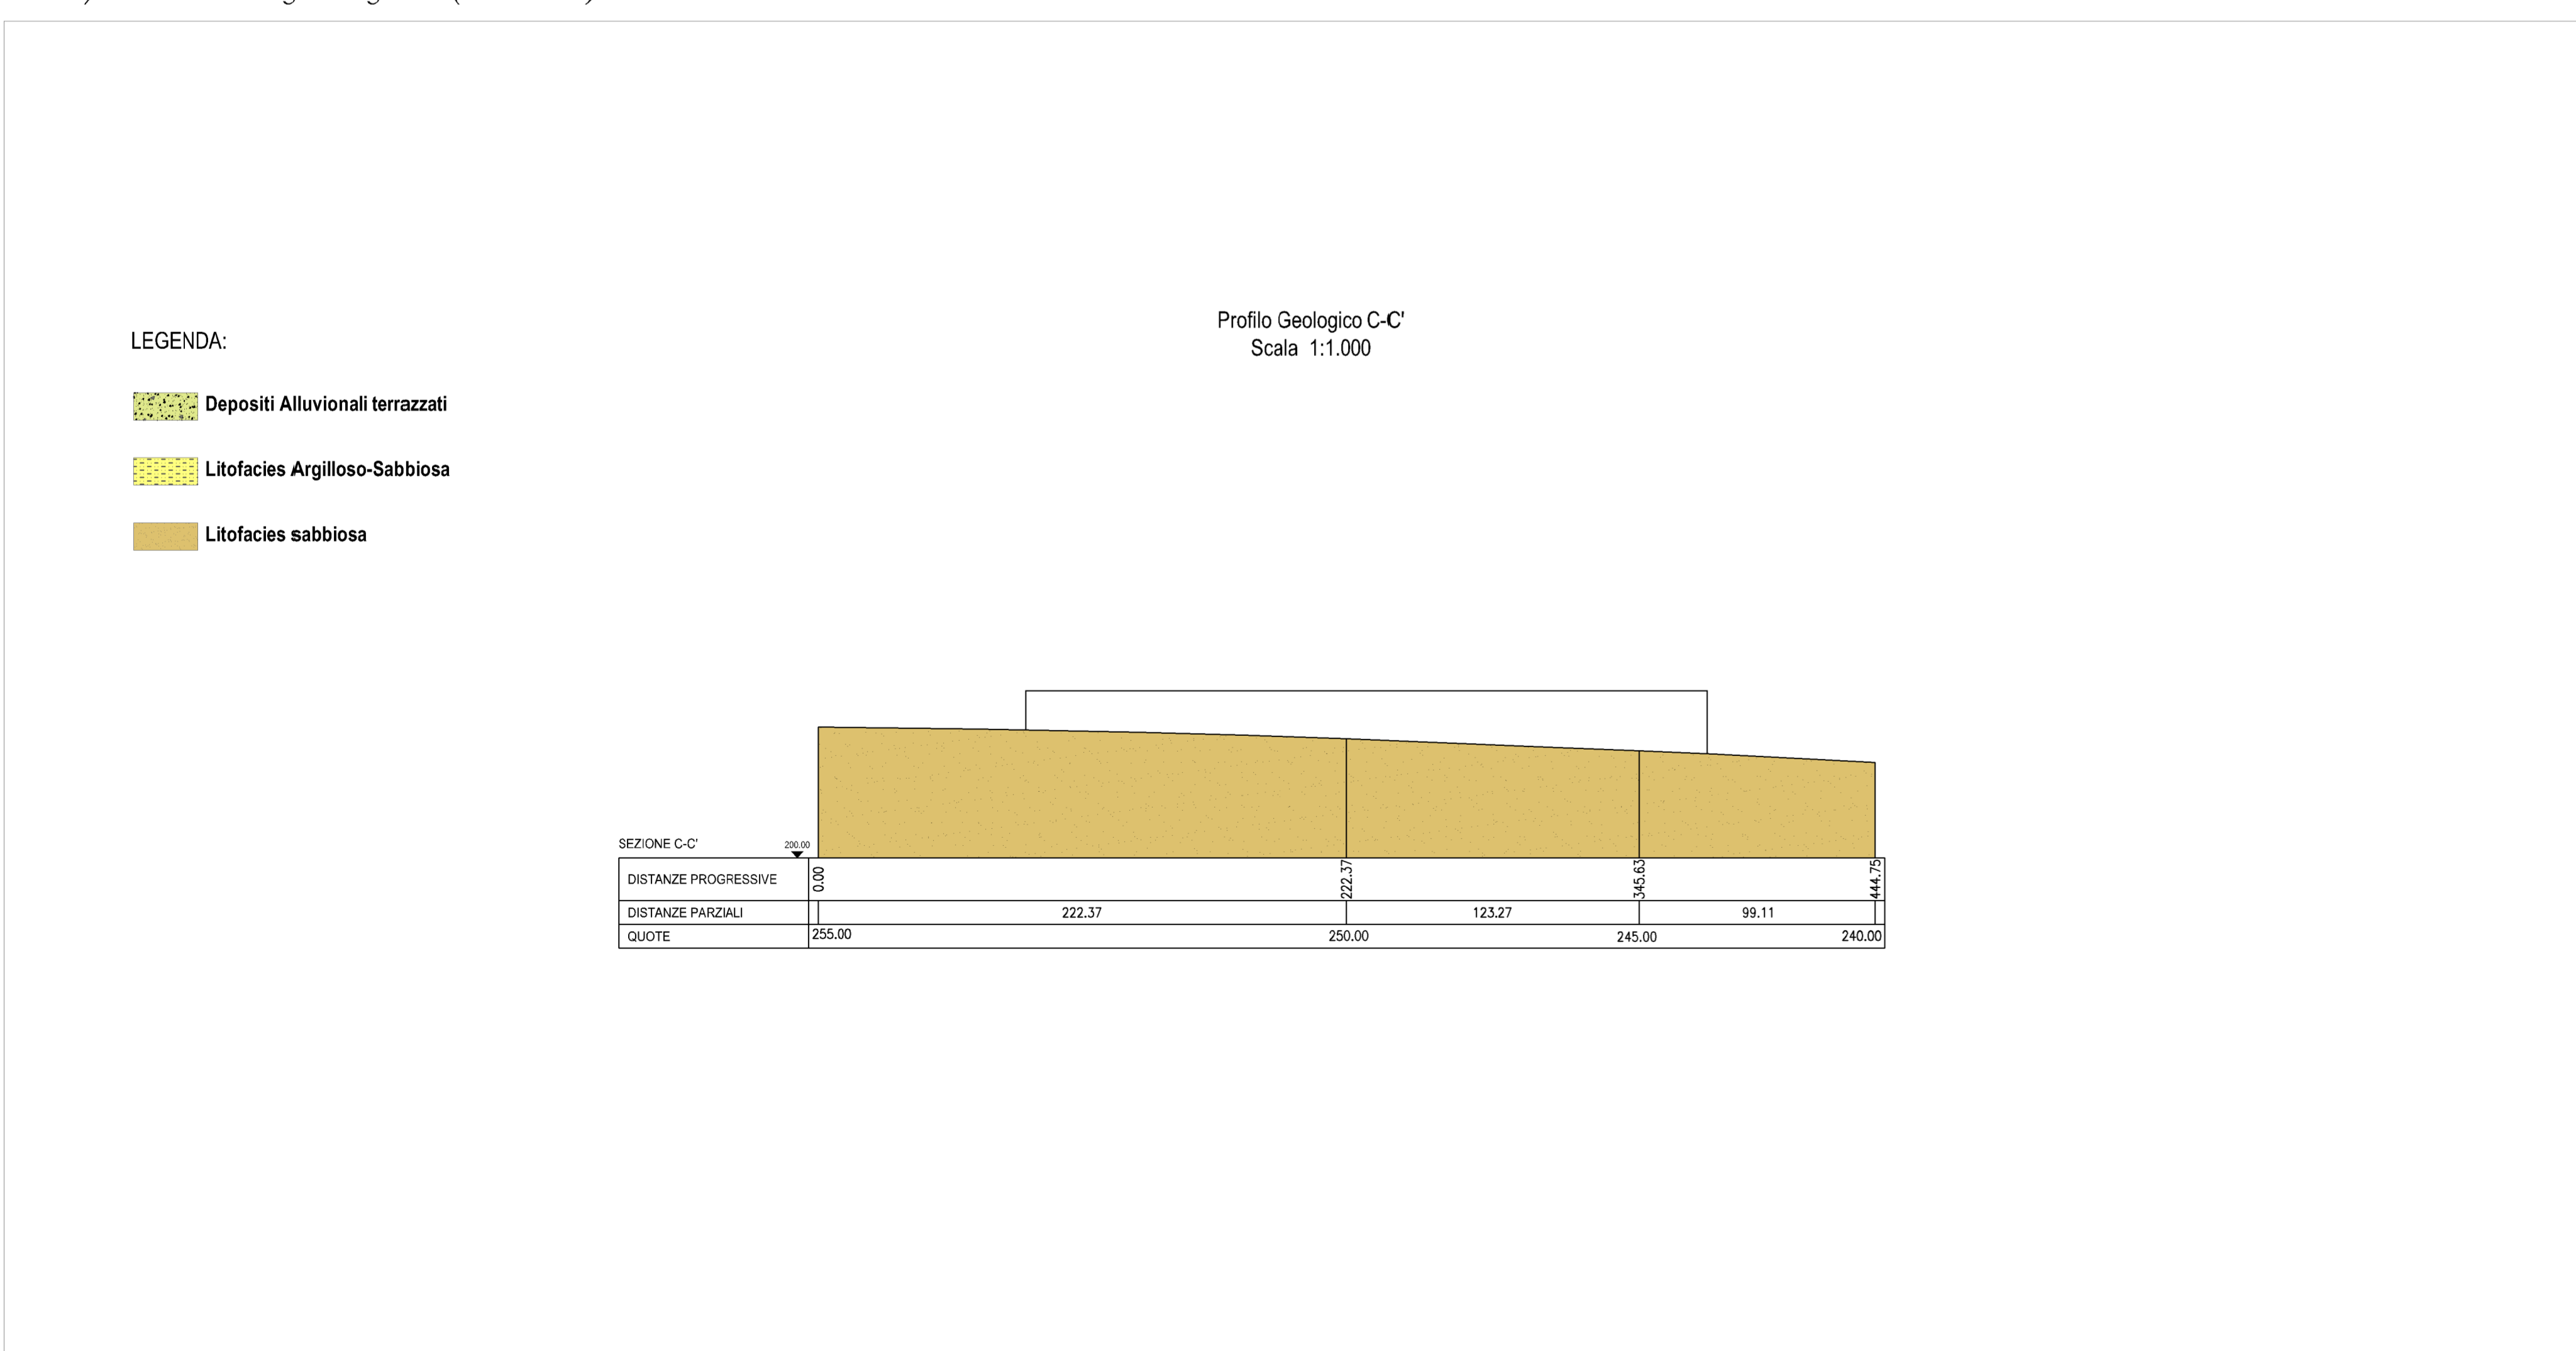 Profilo Geologico C-C'
Scala 1:1.000
LEGENDA:
Depositi Alluvionali terrazzati
Litofacies Argilloso-Sabbiosa
Litofacies sabbiosa
SEZIONE C-C'
200.00
DISTANZE PROGRESSIVE 0.00 222.37 345.63 444.75
DISTANZE PARZIALI 222.37 123.27 99.11
QUOTE 255.00 250.00 245.00 240.00